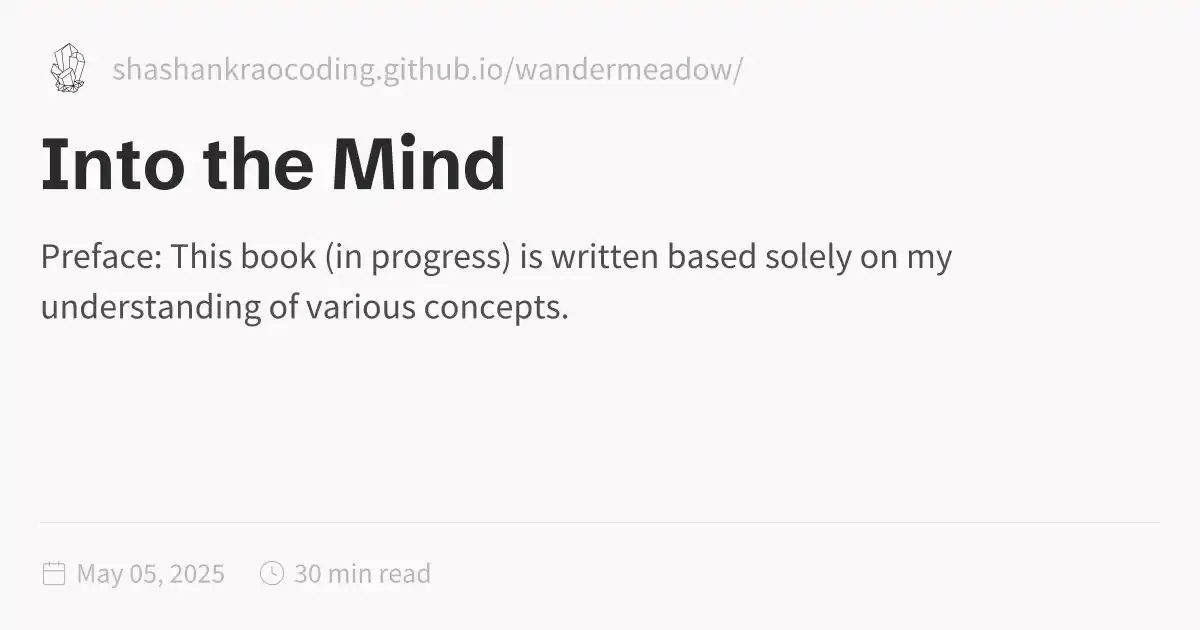 shashankraocoding.github.io/wandermeadow/
Into the Mind
Preface: This book (in progress) is written based solely on my
understanding of various concepts.
May 05, 2025 30 min read